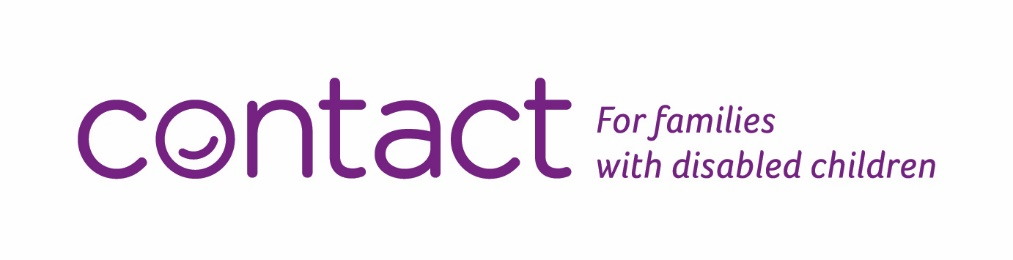 contact
For families
with disabled children